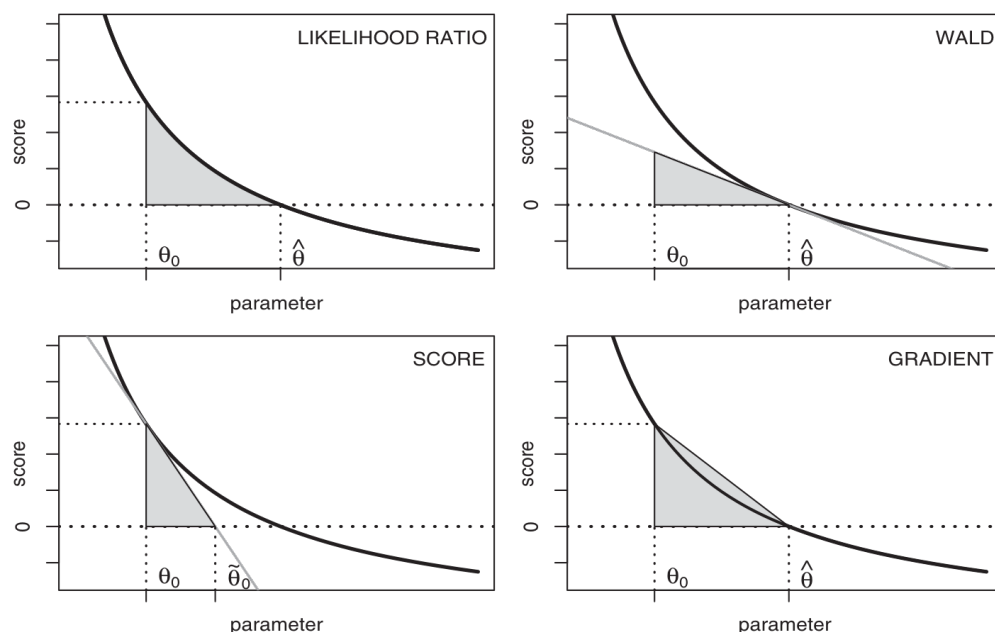 LIKELIHOOD RATIO
score
0
θ₀
θ̂
parameter
WALD
score
0
θ₀
θ̂
parameter
SCORE
score
0
θ₀
θ̃₀
parameter
GRADIENT
score
0
θ₀
θ̂
parameter